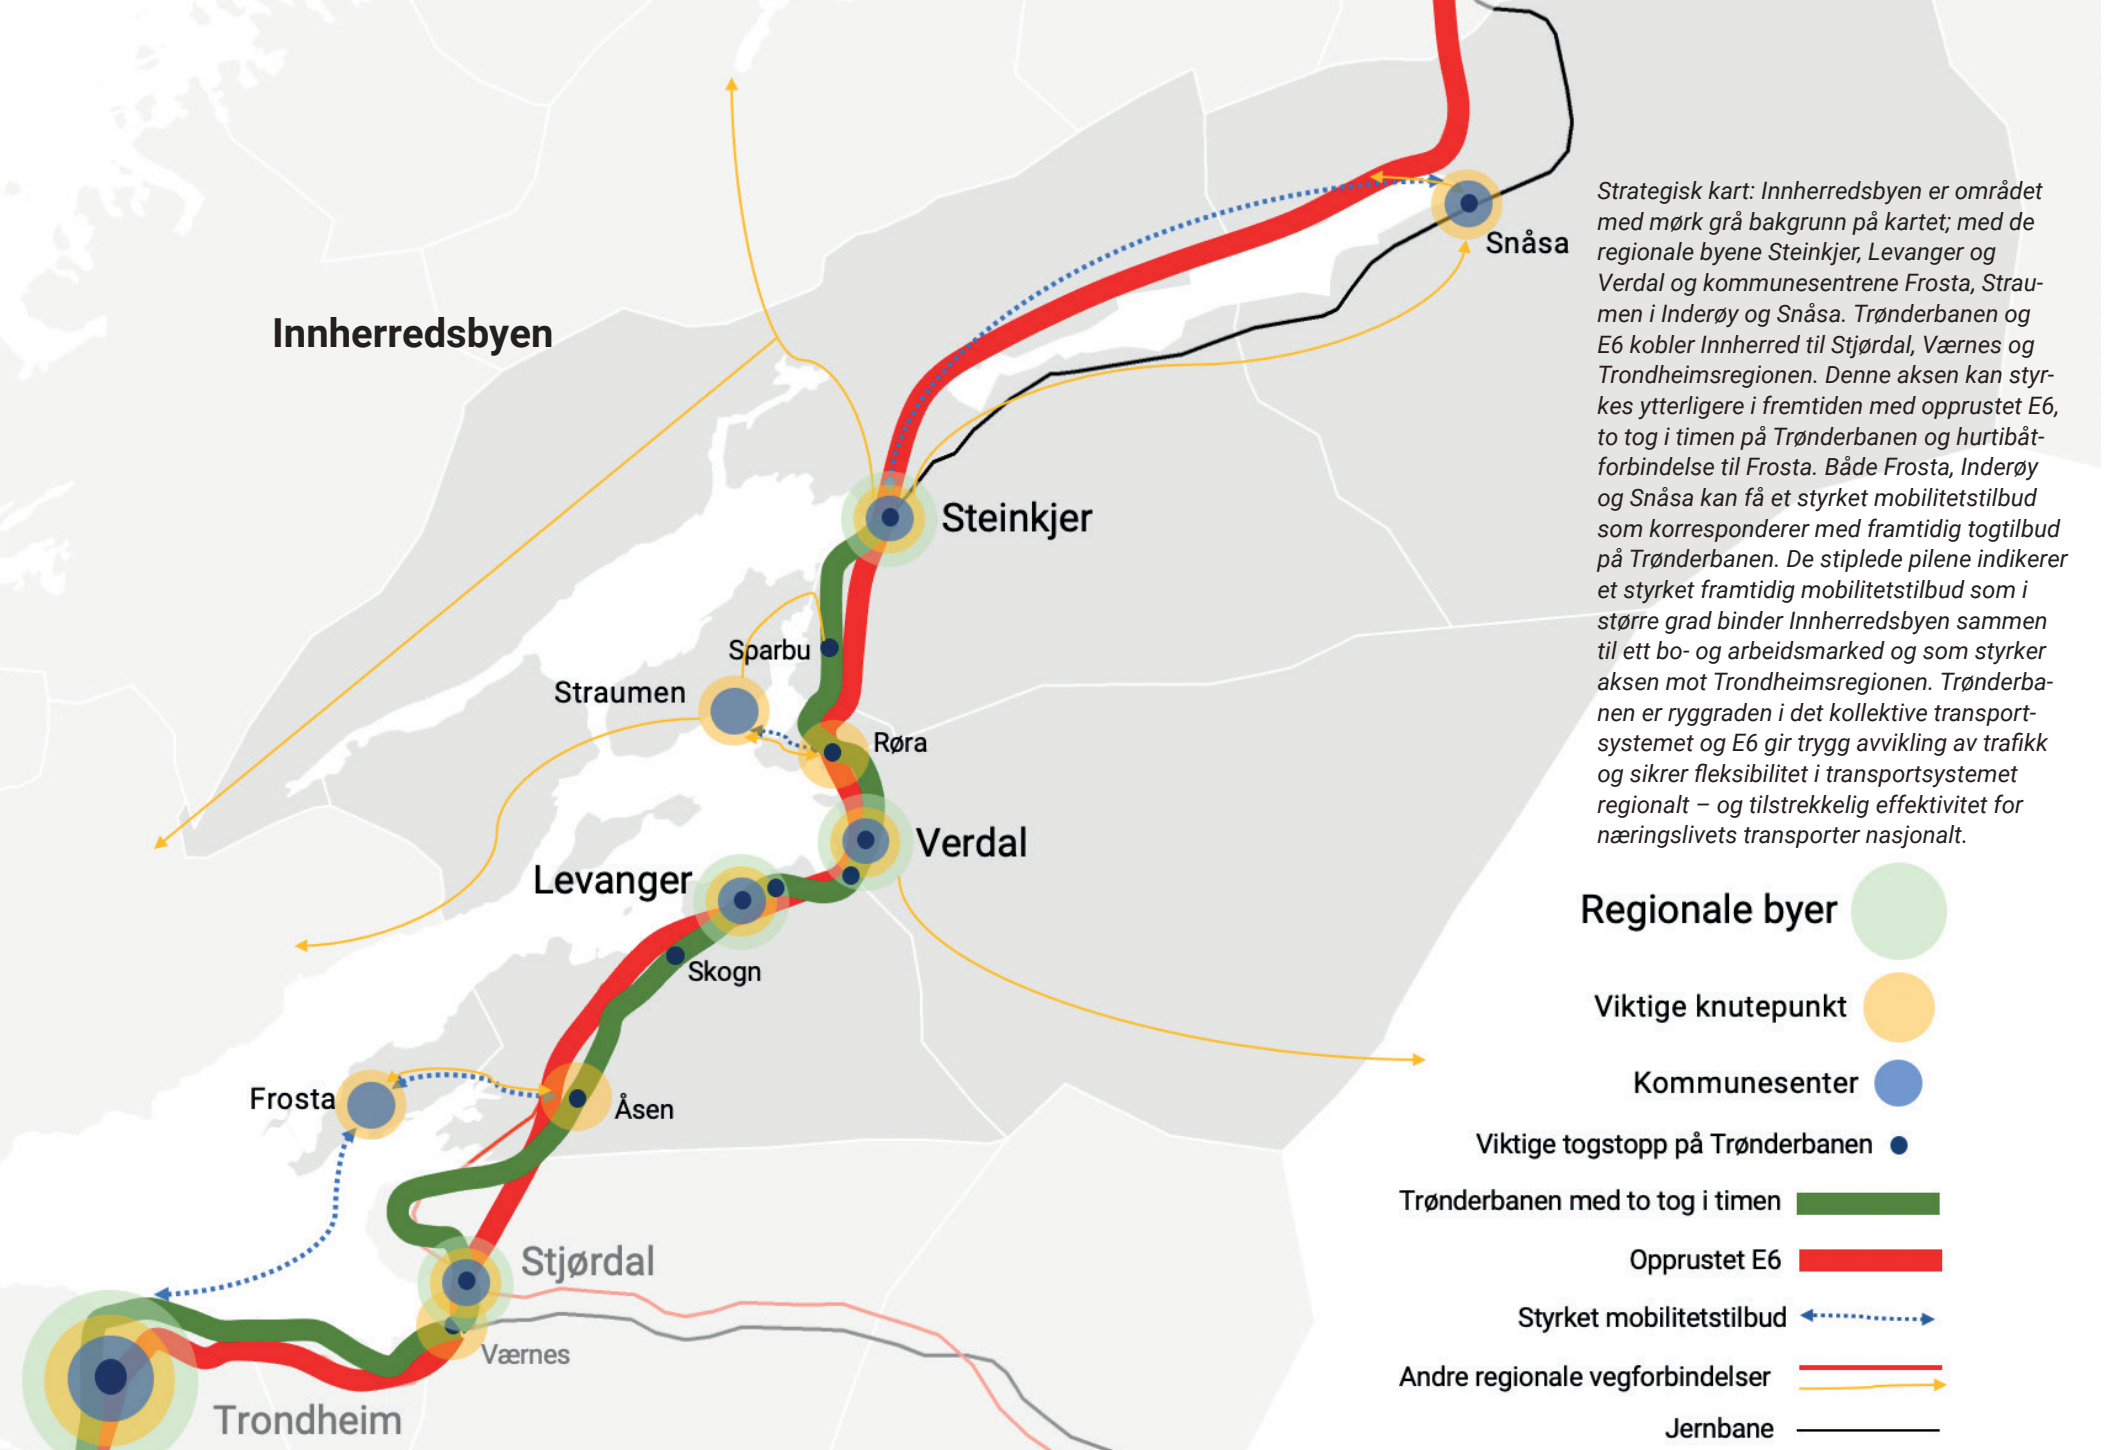 Innherredsbyen
Snåsa
Steinkjer
Sparbu
Straumen
Røra
Verdal
Levanger
Skogn
Frosta
Åsen
Stjørdal
Værnes
Trondheim
Strategisk kart: Innherredsbyen er området
med mørk grå bakgrunn på kartet; med de
regionale byene Steinkjer, Levanger og
Verdal og kommunesentrene Frosta, Strau-
men i Inderøy og Snåsa. Trønderbanen og
E6 kobler Innherred til Stjørdal, Værnes og
Trondheimsregionen. Denne aksen kan styr-
kes ytterligere i fremtiden med opprustet E6,
to tog i timen på Trønderbanen og hurtibåt-
forbindelse til Frosta. Både Frosta, Inderøy
og Snåsa kan få et styrket mobilitetstilbud
som korresponderer med framtidig togtilbud
på Trønderbanen. De stiplede pilene indikerer
et styrket framtidig mobilitetstilbud som i
større grad binder Innherredsbyen sammen
til ett bo- og arbeidsmarked og som styrker
aksen mot Trondheimsregionen. Trønderba-
nen er ryggraden i det kollektive transport-
systemet og E6 gir trygg avvikling av trafikk
og sikrer fleksibilitet i transportsystemet
regionalt – og tilstrekkelig effektivitet for
næringslivets transporter nasjonalt.
Regionale byer
Viktige knutepunkt
Kommunesenter
Viktige togstopp på Trønderbanen
Trønderbanen med to tog i timen
Opprustet E6
Styrket mobilitetstilbud
Andre regionale vegforbindelser
Jernbane